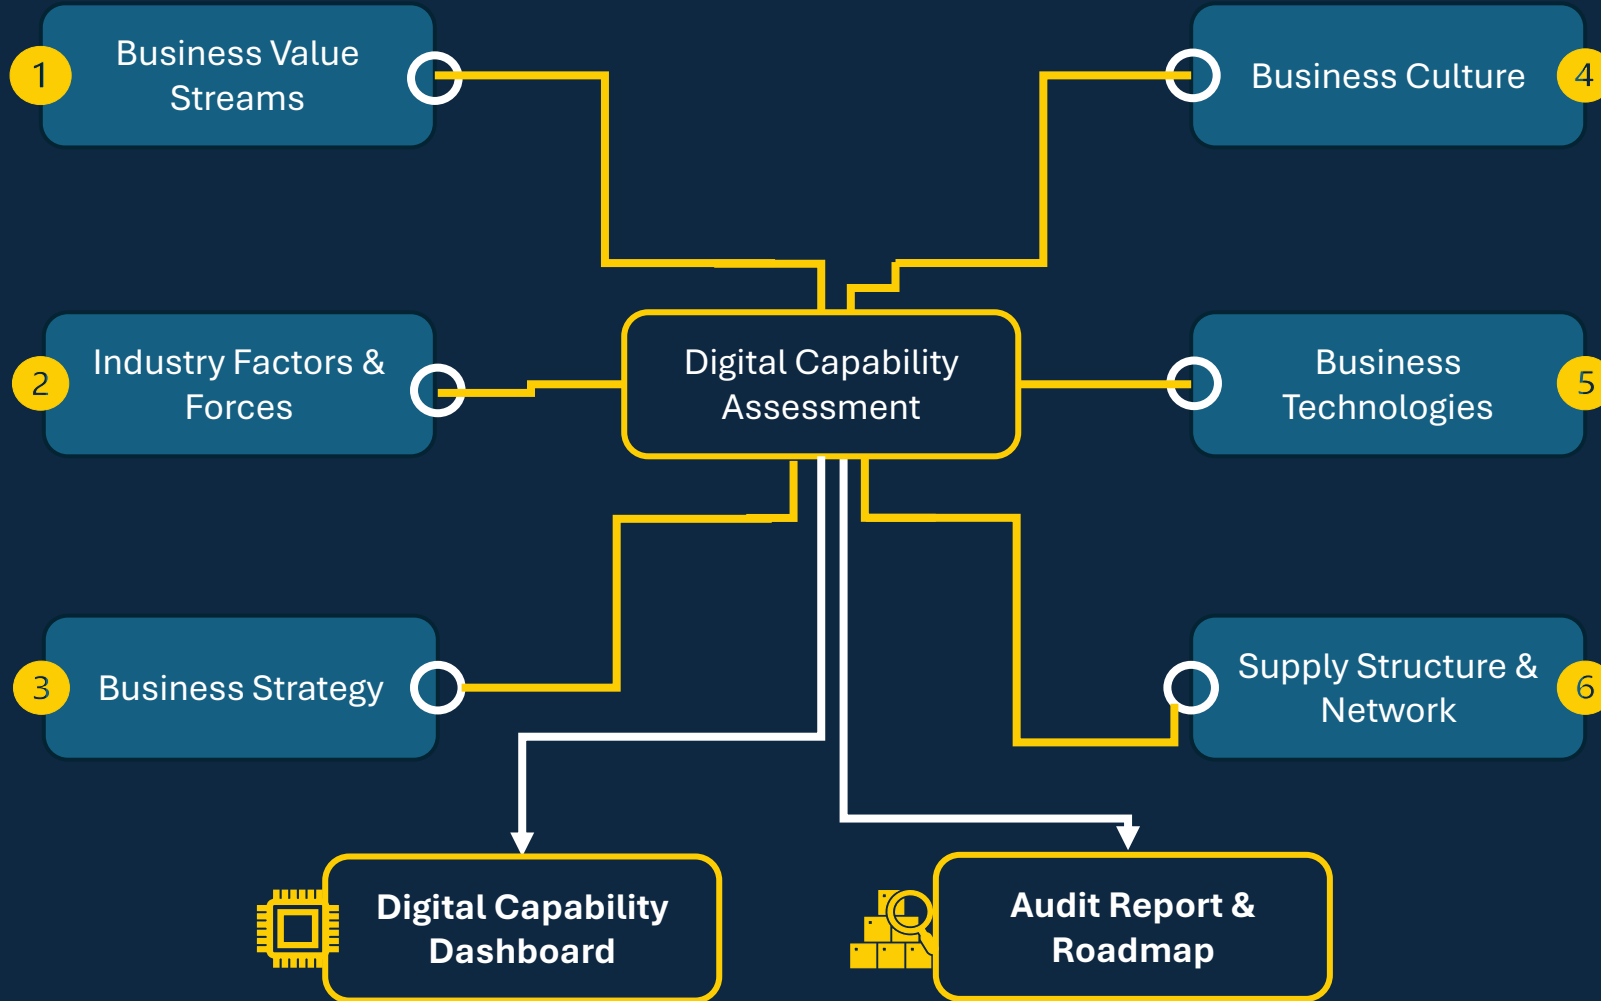 1
Business Value
Streams
Business Culture
4
2
Industry Factors &
Forces
Digital Capability
Assessment
Business
Technologies
5
3
Business Strategy
Supply Structure &
Network
6
Digital Capability
Dashboard
Audit Report &
Roadmap